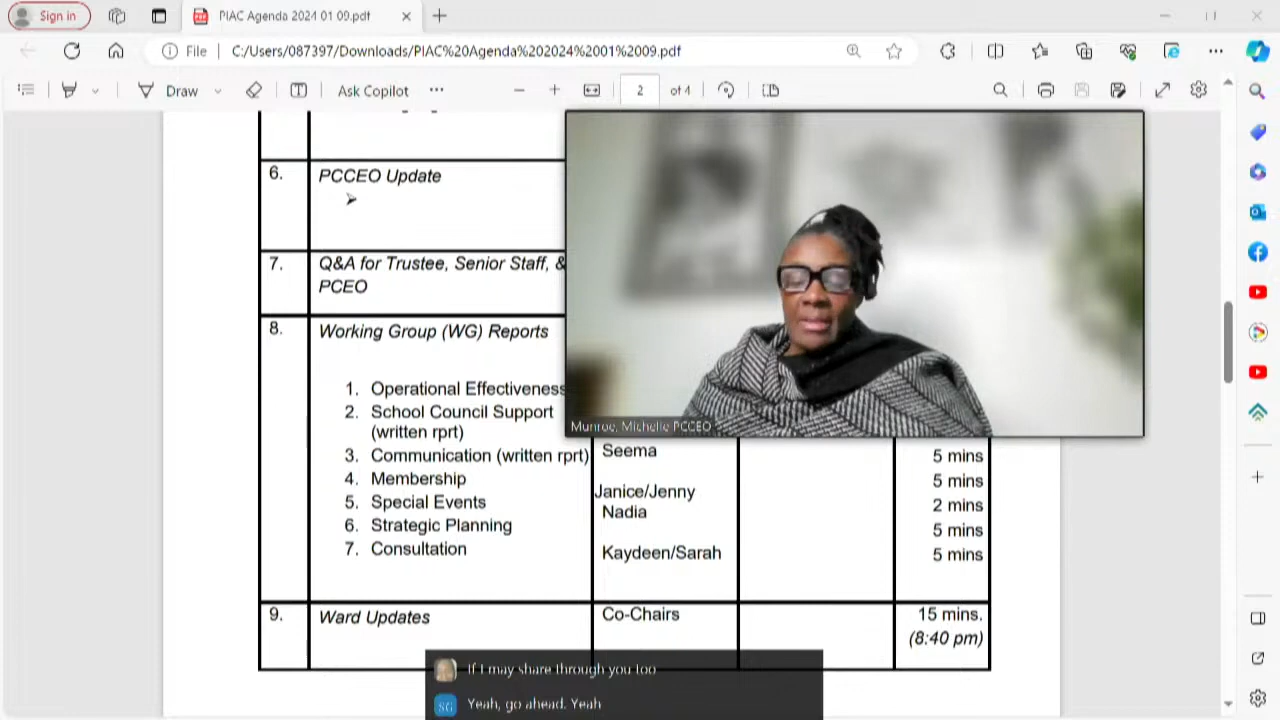 Sign in
PIAC Agenda 2024 01 09.pdf
File
C:/Users/087397/Downloads/PIAC%20Agenda%202024%2001%2009.pdf
Draw
Ask Copilot
2
of 4
6.
PCCEO Update
7.
Q&A for Trustee, Senior Staff, &
PCEO
8.
Working Group (WG) Reports
1. Operational Effectiveness
2. School Council Support
(written rprt)
3. Communication (written rprt)
4. Membership
5. Special Events
6. Strategic Planning
7. Consultation
Munroe, Michelle PCCEO
Seema
Janice/Jenny
Nadia
Kaydeen/Sarah
5 mins
5 mins
2 mins
5 mins
5 mins
9.
Ward Updates
Co-Chairs
15 mins.
(8:40 pm)
If I may share through you too
SG
Yeah, go ahead. Yeah